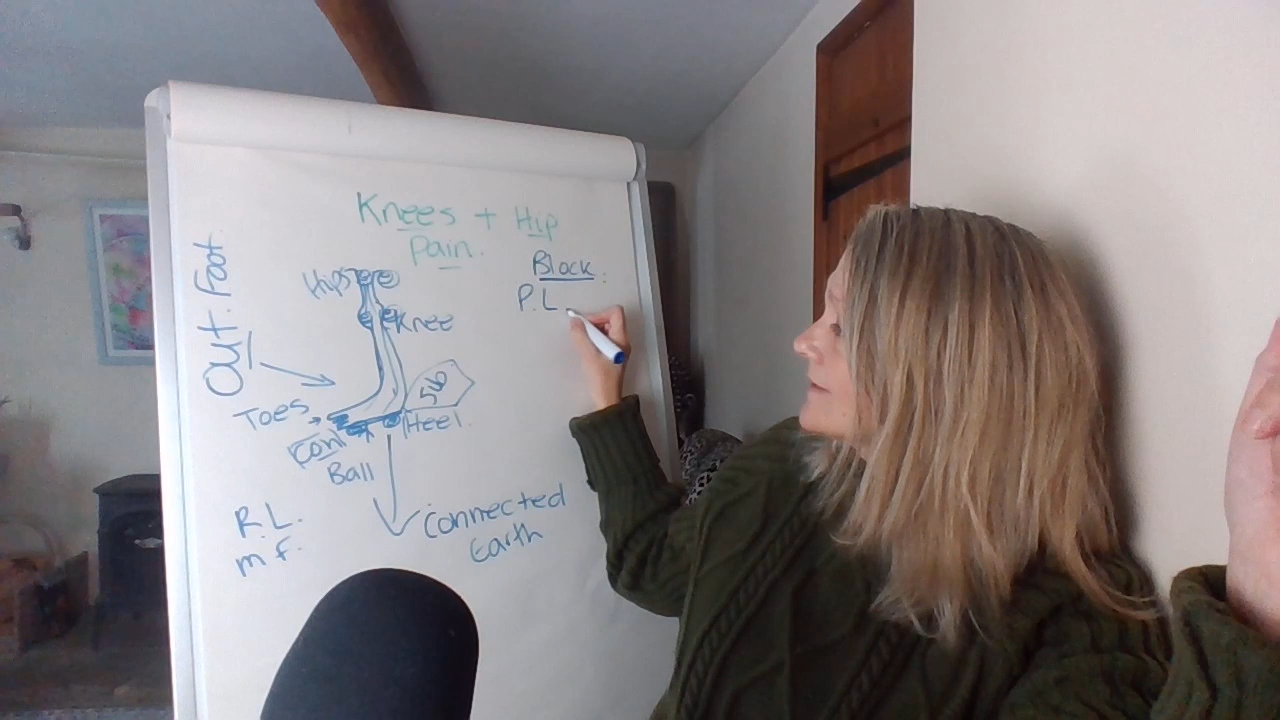 Knees + Hip
Pain.
Block.
P. L
Hips
Knee
OUT. Foot
Toes
Heel.
Ball
R. L.
m f.
Connected
Earth